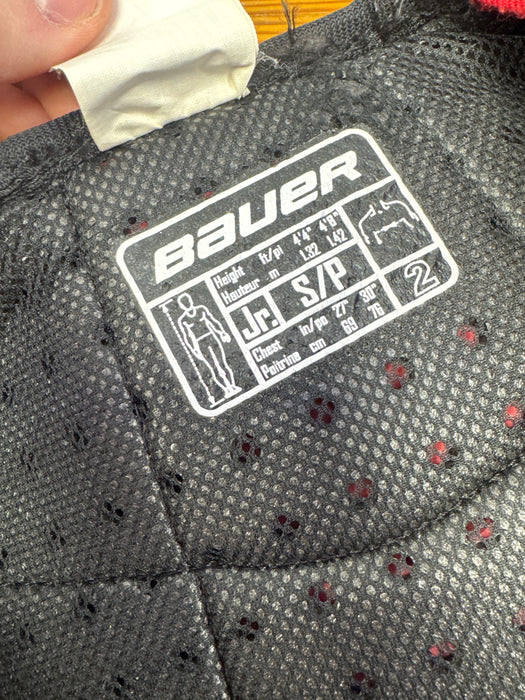 BAUER
Height ft/pi 4'4" 4'8"
Hauteur m 1.32 1.42
Jr. S/P
2
Chest in/po 27" 30"
Poitrine cm 69 76